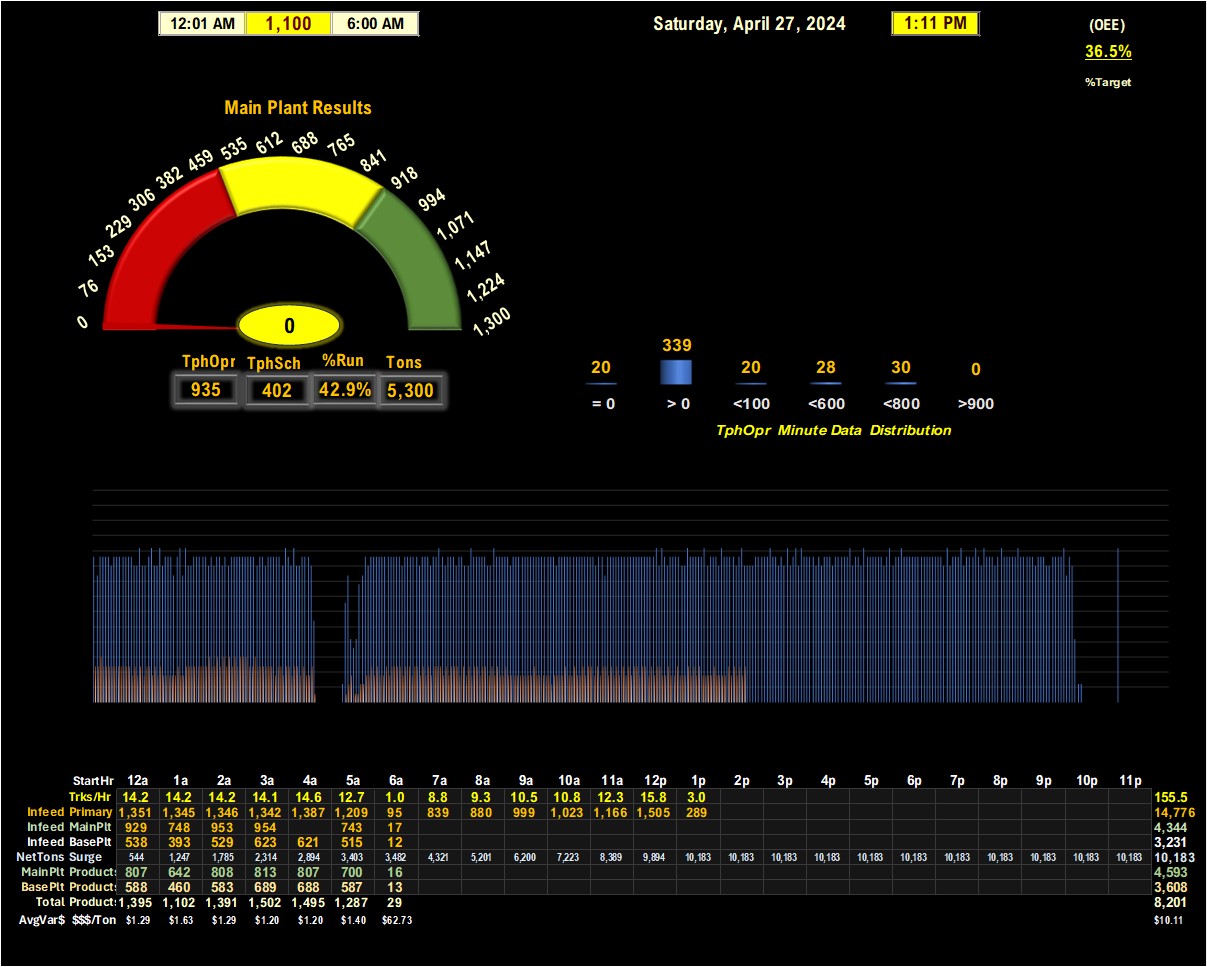 12:01 AM 1,100 6:00 AM Saturday, April 27, 2024 1:11 PM (OEE)
36.5%
%Target
Main Plant Results
0 76 153 229 306 382 459 535 612 688 765 841 918 994 1,071 1,147 1,224 1,300
0
TphOpr TphSch %Run Tons
935 402 42.9% 5,300
20 339 20 28 30 0
= 0 > 0 <100 <600 <800 >900
TphOpr Minute Data Distribution
StartHr 12a 1a 2a 3a 4a 5a 6a 7a 8a 9a 10a 11a 12p 1p 2p 3p 4p 5p 6p 7p 8p 9p 10p 11p
Trks/Hr 14.2 14.2 14.2 14.1 14.6 12.7 1.0 8.8 9.3 10.5 10.8 12.3 15.8 3.0 155.5
Infeed Primary 1,351 1,345 1,346 1,342 1,387 1,209 95 839 880 999 1,023 1,166 1,505 289 14,776
Infeed MainPlt 929 748 953 954 743 17 4,344
Infeed BasePlt 538 393 529 623 621 515 12 3,231
NetTons Surge 544 1,247 1,785 2,314 2,894 3,403 3,482 4,321 5,201 6,200 7,223 8,389 9,894 10,183 10,183 10,183 10,183 10,183 10,183 10,183 10,183 10,183 10,183 10,183 10,183
MainPlt Products 807 642 808 813 807 700 16 4,593
BasePlt Products 588 460 583 689 688 587 13 3,608
Total Products 1,395 1,102 1,391 1,502 1,495 1,287 29 8,201
AvgVar$ $$$/Ton $1.29 $1.63 $1.29 $1.20 $1.20 $1.40 $62.73 $10.11